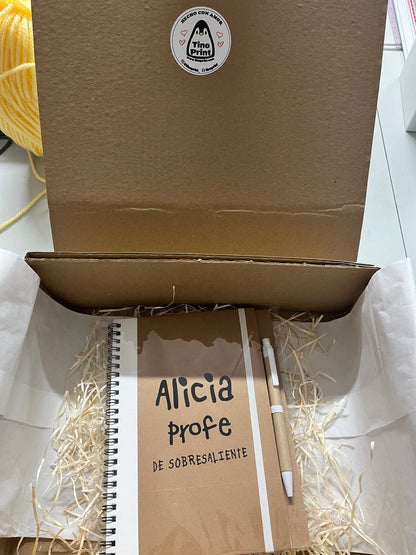 HECHO CON AMOR
Tino
Print
Alicia
Profe
DE SOBRESALIENTE